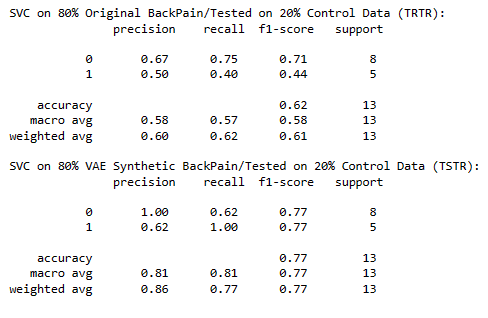 SVC on 80% Original BackPain/Tested on 20% Control Data (TRTR):
precision recall f1-score support
0 0.67 0.75 0.71 8
1 0.50 0.40 0.44 5
accuracy 0.62 13
macro avg 0.58 0.57 0.58 13
weighted avg 0.60 0.62 0.61 13
SVC on 80% VAE Synthetic BackPain/Tested on 20% Control Data (TSTR):
precision recall f1-score support
0 1.00 0.62 0.77 8
1 0.62 1.00 0.77 5
accuracy 0.77 13
macro avg 0.81 0.81 0.77 13
weighted avg 0.86 0.77 0.77 13